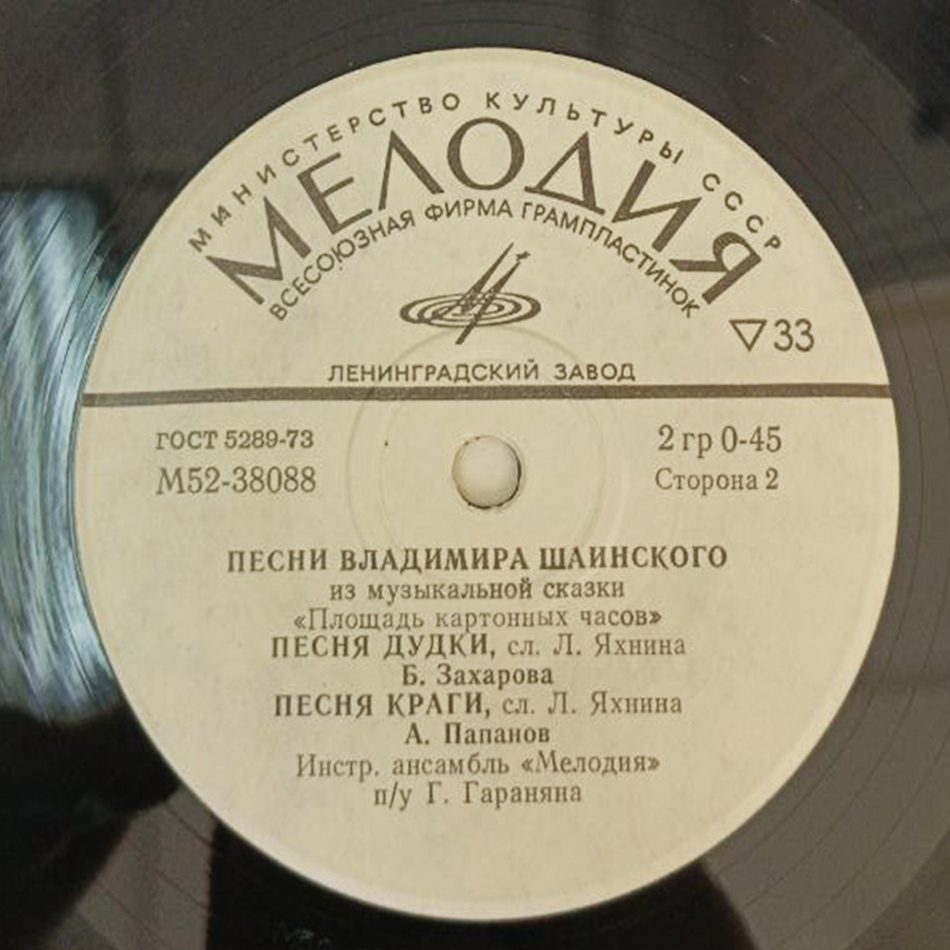 МИНИСТЕРСТВО КУЛЬТУРЫ СССР
МЕЛОДИЯ
ВСЕСОЮЗНАЯ ФИРМА ГРАМПЛАСТИНОК
33
ЛЕНИНГРАДСКИЙ ЗАВОД
ГОСТ 5289-73
2 гр 0-45
М52-38088
Сторона 2
ПЕСНИ ВЛАДИМИРА ШАИНСКОГО
из музыкальной сказки
«Площадь картонных часов»
ПЕСНЯ ДУДКИ, сл. Л. Яхнина
Б. Захарова
ПЕСНЯ КРАГИ, сл. Л. Яхнина
А. Папанов
Инстр. ансамбль «Мелодия»
п/у Г. Гараняна